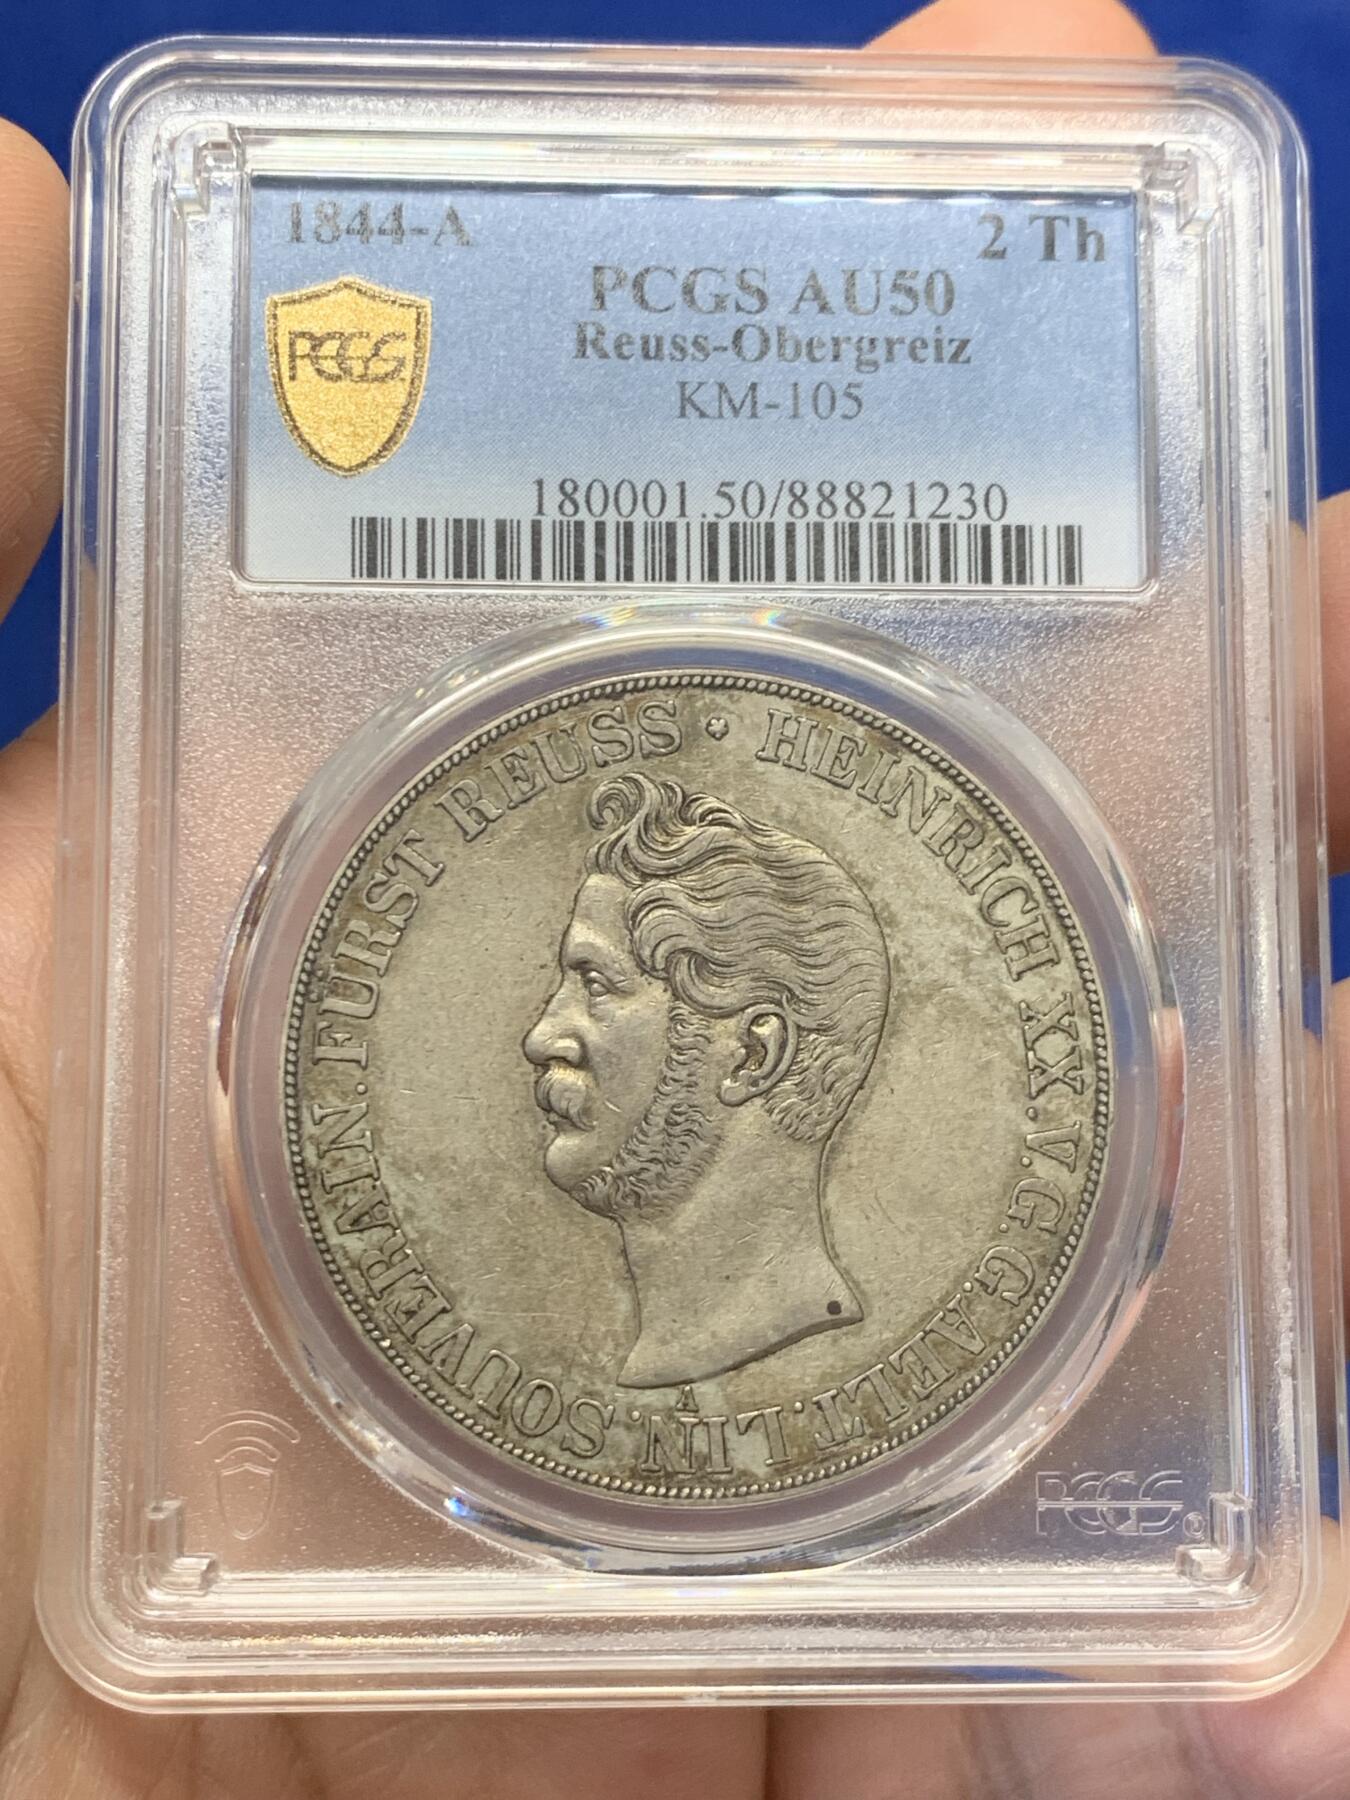 1844-A
2 Th
PCGS AU50
Reuss-Obergreiz
KM-105
PCGS
180001.50/88821230
HEINRICH XX.V.G.G.AELT.LIN. SOUVERAIN. FÜRST REUSS
A
PCGS